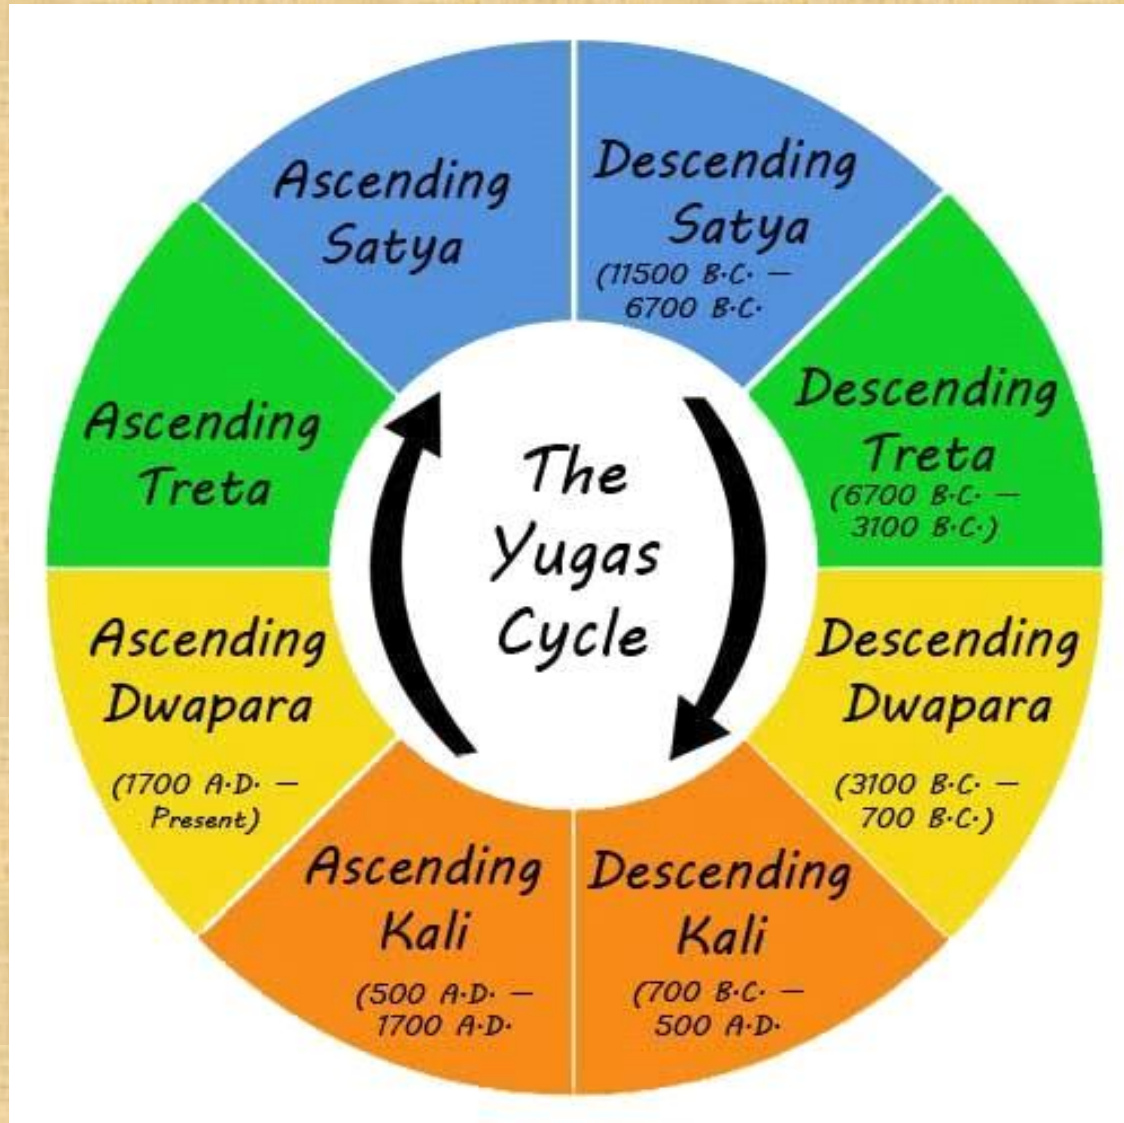 Ascending
Satya
Descending
Satya
(11500 B.C. —
6700 B.C.
Descending
Treta
(6700 B.C. —
3100 B.C.)
Descending
Dwapara
(3100 B.C. —
700 B.C.)
Descending
Kali
(700 B.C. —
500 A.D.
Ascending
Kali
(500 A.D. —
1700 A.D.
Ascending
Dwapara
(1700 A.D. —
Present)
Ascending
Treta
The
Yugas
Cycle